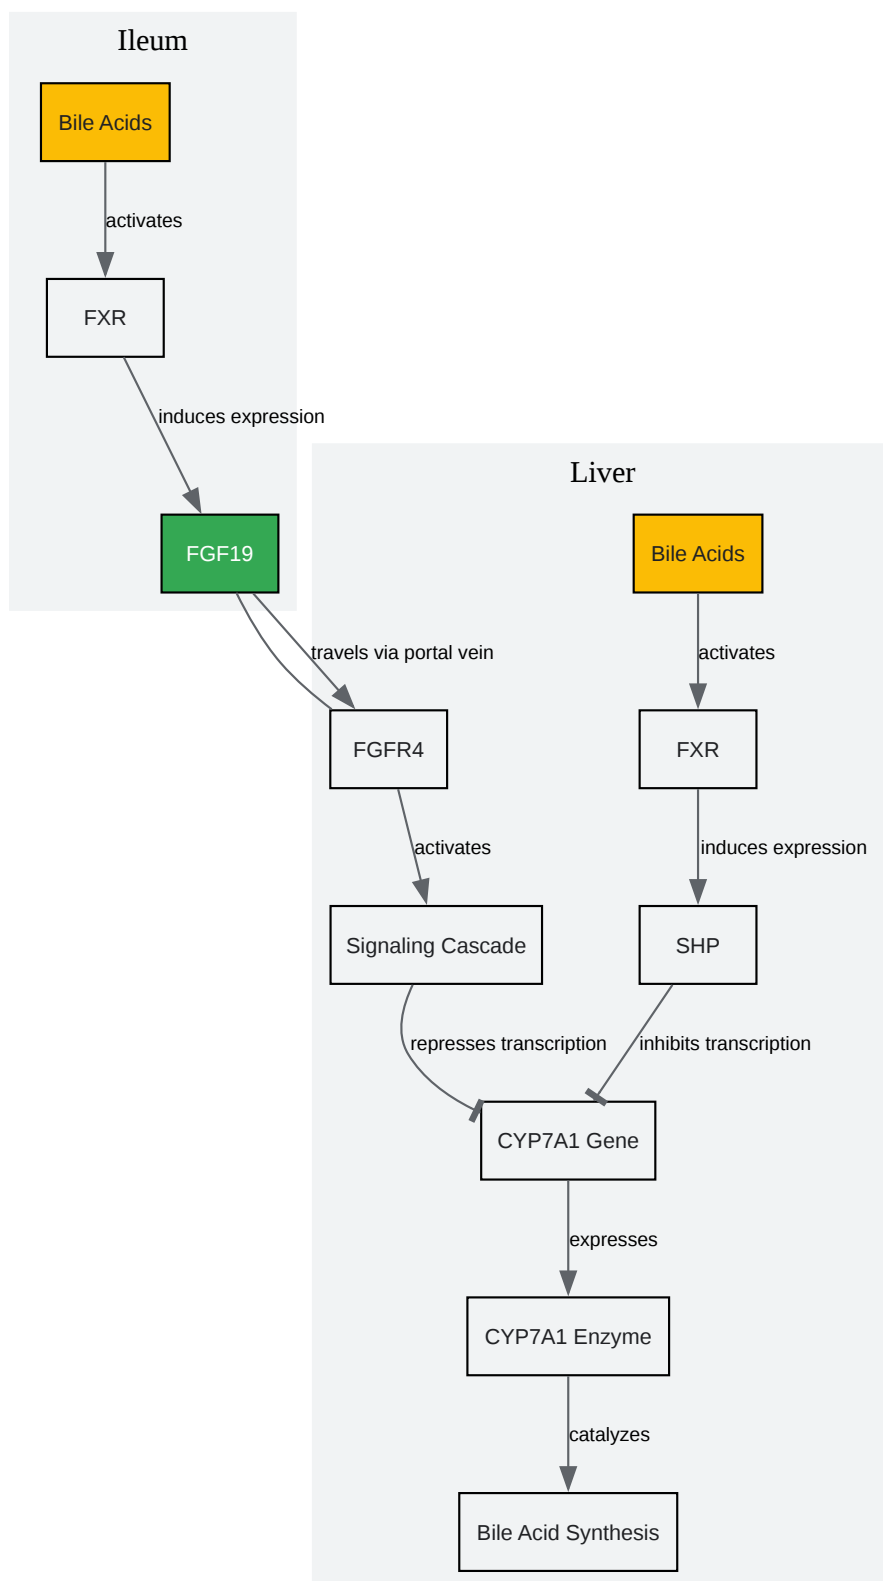 Ileum
Bile Acids
activates
FXR
induces expression
FGF19
Liver
Bile Acids
travels via portal vein
activates
FGFR4
FXR
activates
induces expression
Signaling Cascade
SHP
represses transcription
inhibits transcription
CYP7A1 Gene
expresses
CYP7A1 Enzyme
catalyzes
Bile Acid Synthesis